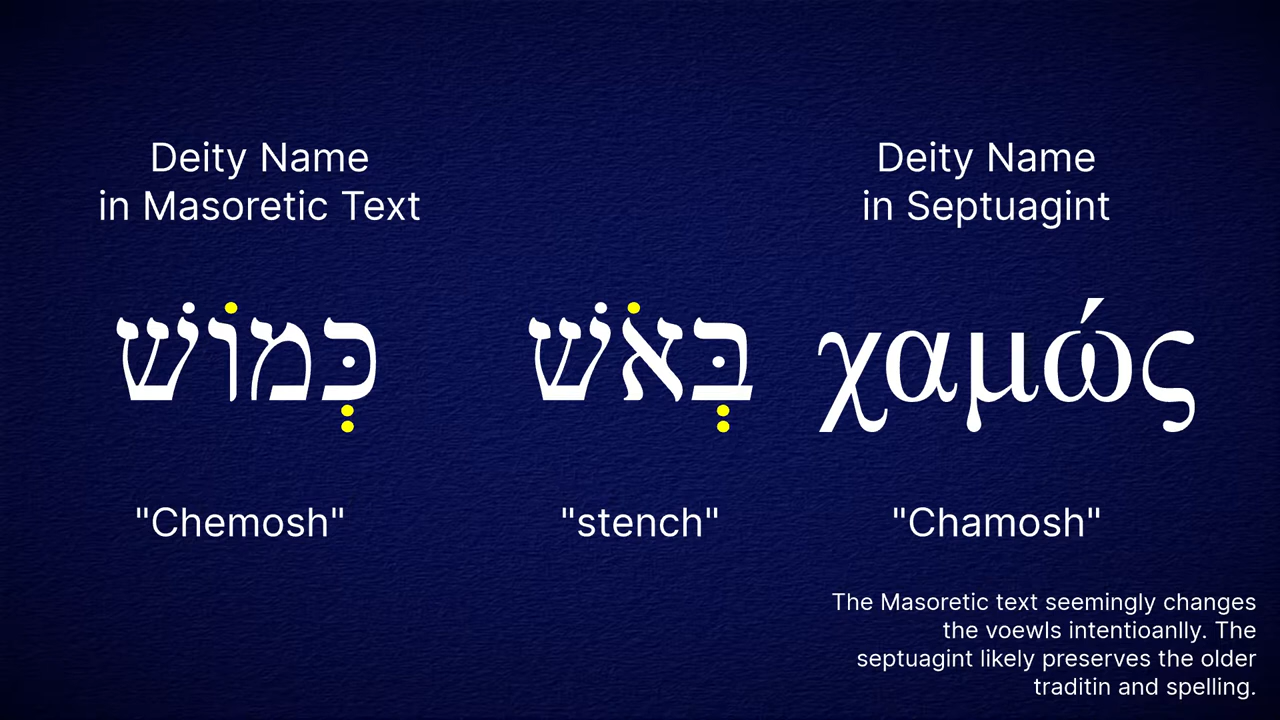 Deity Name
in Masoretic Text
כְּמוֹשׁ
"Chemosh"
בְּאֹשׁ
"stench"
Deity Name
in Septuagint
χαμώς
"Chamosh"
The Masoretic text seemingly changes
the voewls intentioanlly. The
septuagint likely preserves the older
traditin and spelling.